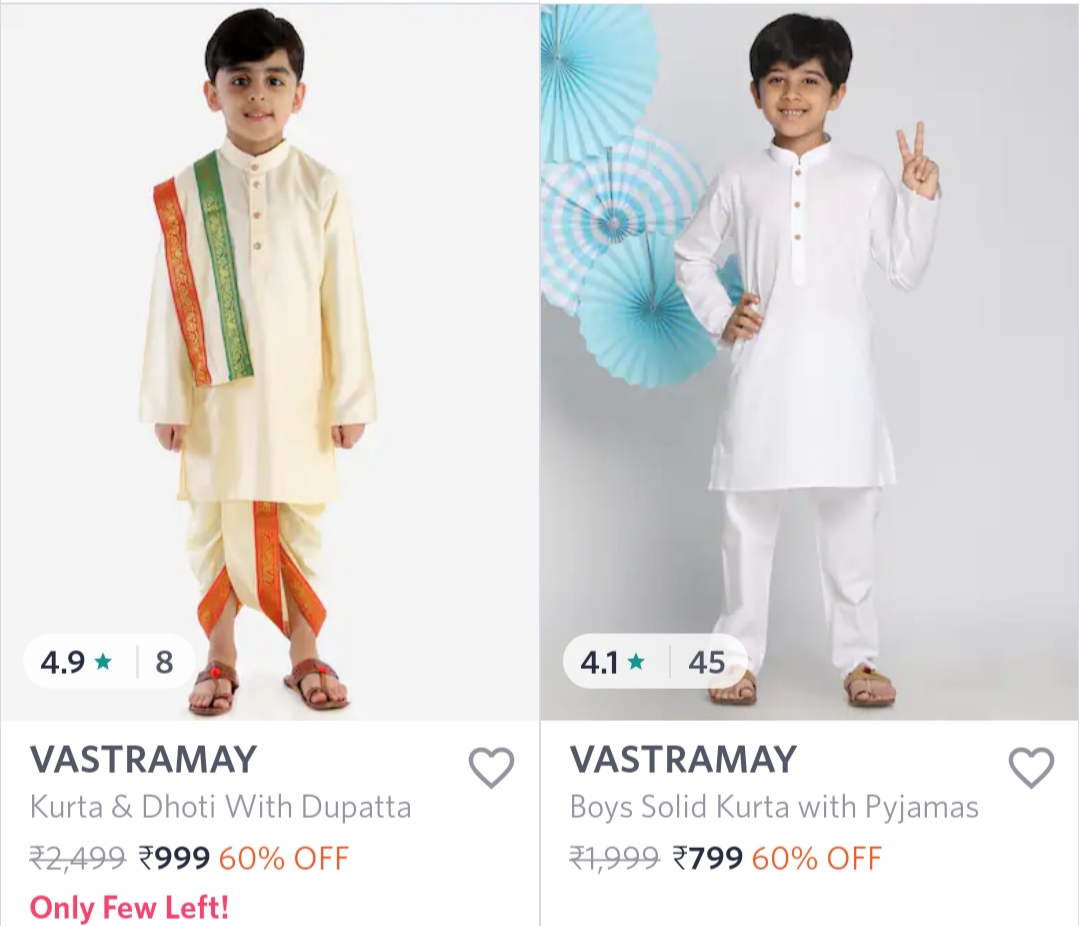 4.9 ★ | 8
VASTRAMAY
Kurta & Dhoti With Dupatta
₹2,499 ₹999 60% OFF
Only Few Left!
4.1 ★ | 45
VASTRAMAY
Boys Solid Kurta with Pyjamas
₹1,999 ₹799 60% OFF